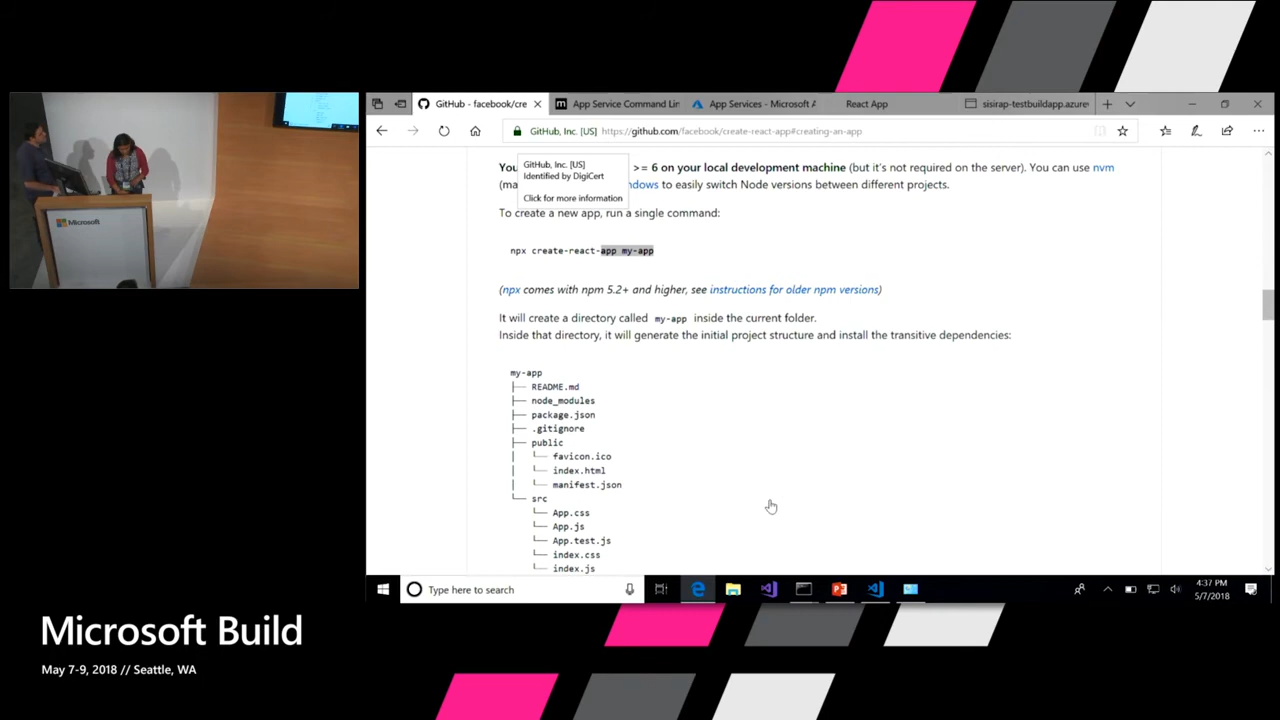 Microsoft
GitHub - facebook/cre
App Service Command Lin
App Services - Microsoft A
React App
sisirap-testbuildapp.azure
GitHub, Inc. [US]
https://github.com/facebook/create-react-app#creating-an-app
You
>= 6 on your local development machine (but it's not required on the server). You can use nvm
GitHub, Inc. [US]
Identified by DigiCert
Click for more information
(ma
ndows to easily switch Node versions between different projects.
To create a new app, run a single command:
npx create-react-app my-app
(npx comes with npm 5.2+ and higher, see instructions for older npm versions)
It will create a directory called my-app inside the current folder.
Inside that directory, it will generate the initial project structure and install the transitive dependencies:
my-app
├── README.md
├── node_modules
├── package.json
├── .gitignore
├── public
│   └── favicon.ico
│   └── index.html
│   └── manifest.json
└── src
└── App.css
└── App.js
└── App.test.js
└── index.css
└── index.js
Type here to search
4:37 PM
5/7/2018
Microsoft Build
May 7-9, 2018 // Seattle, WA